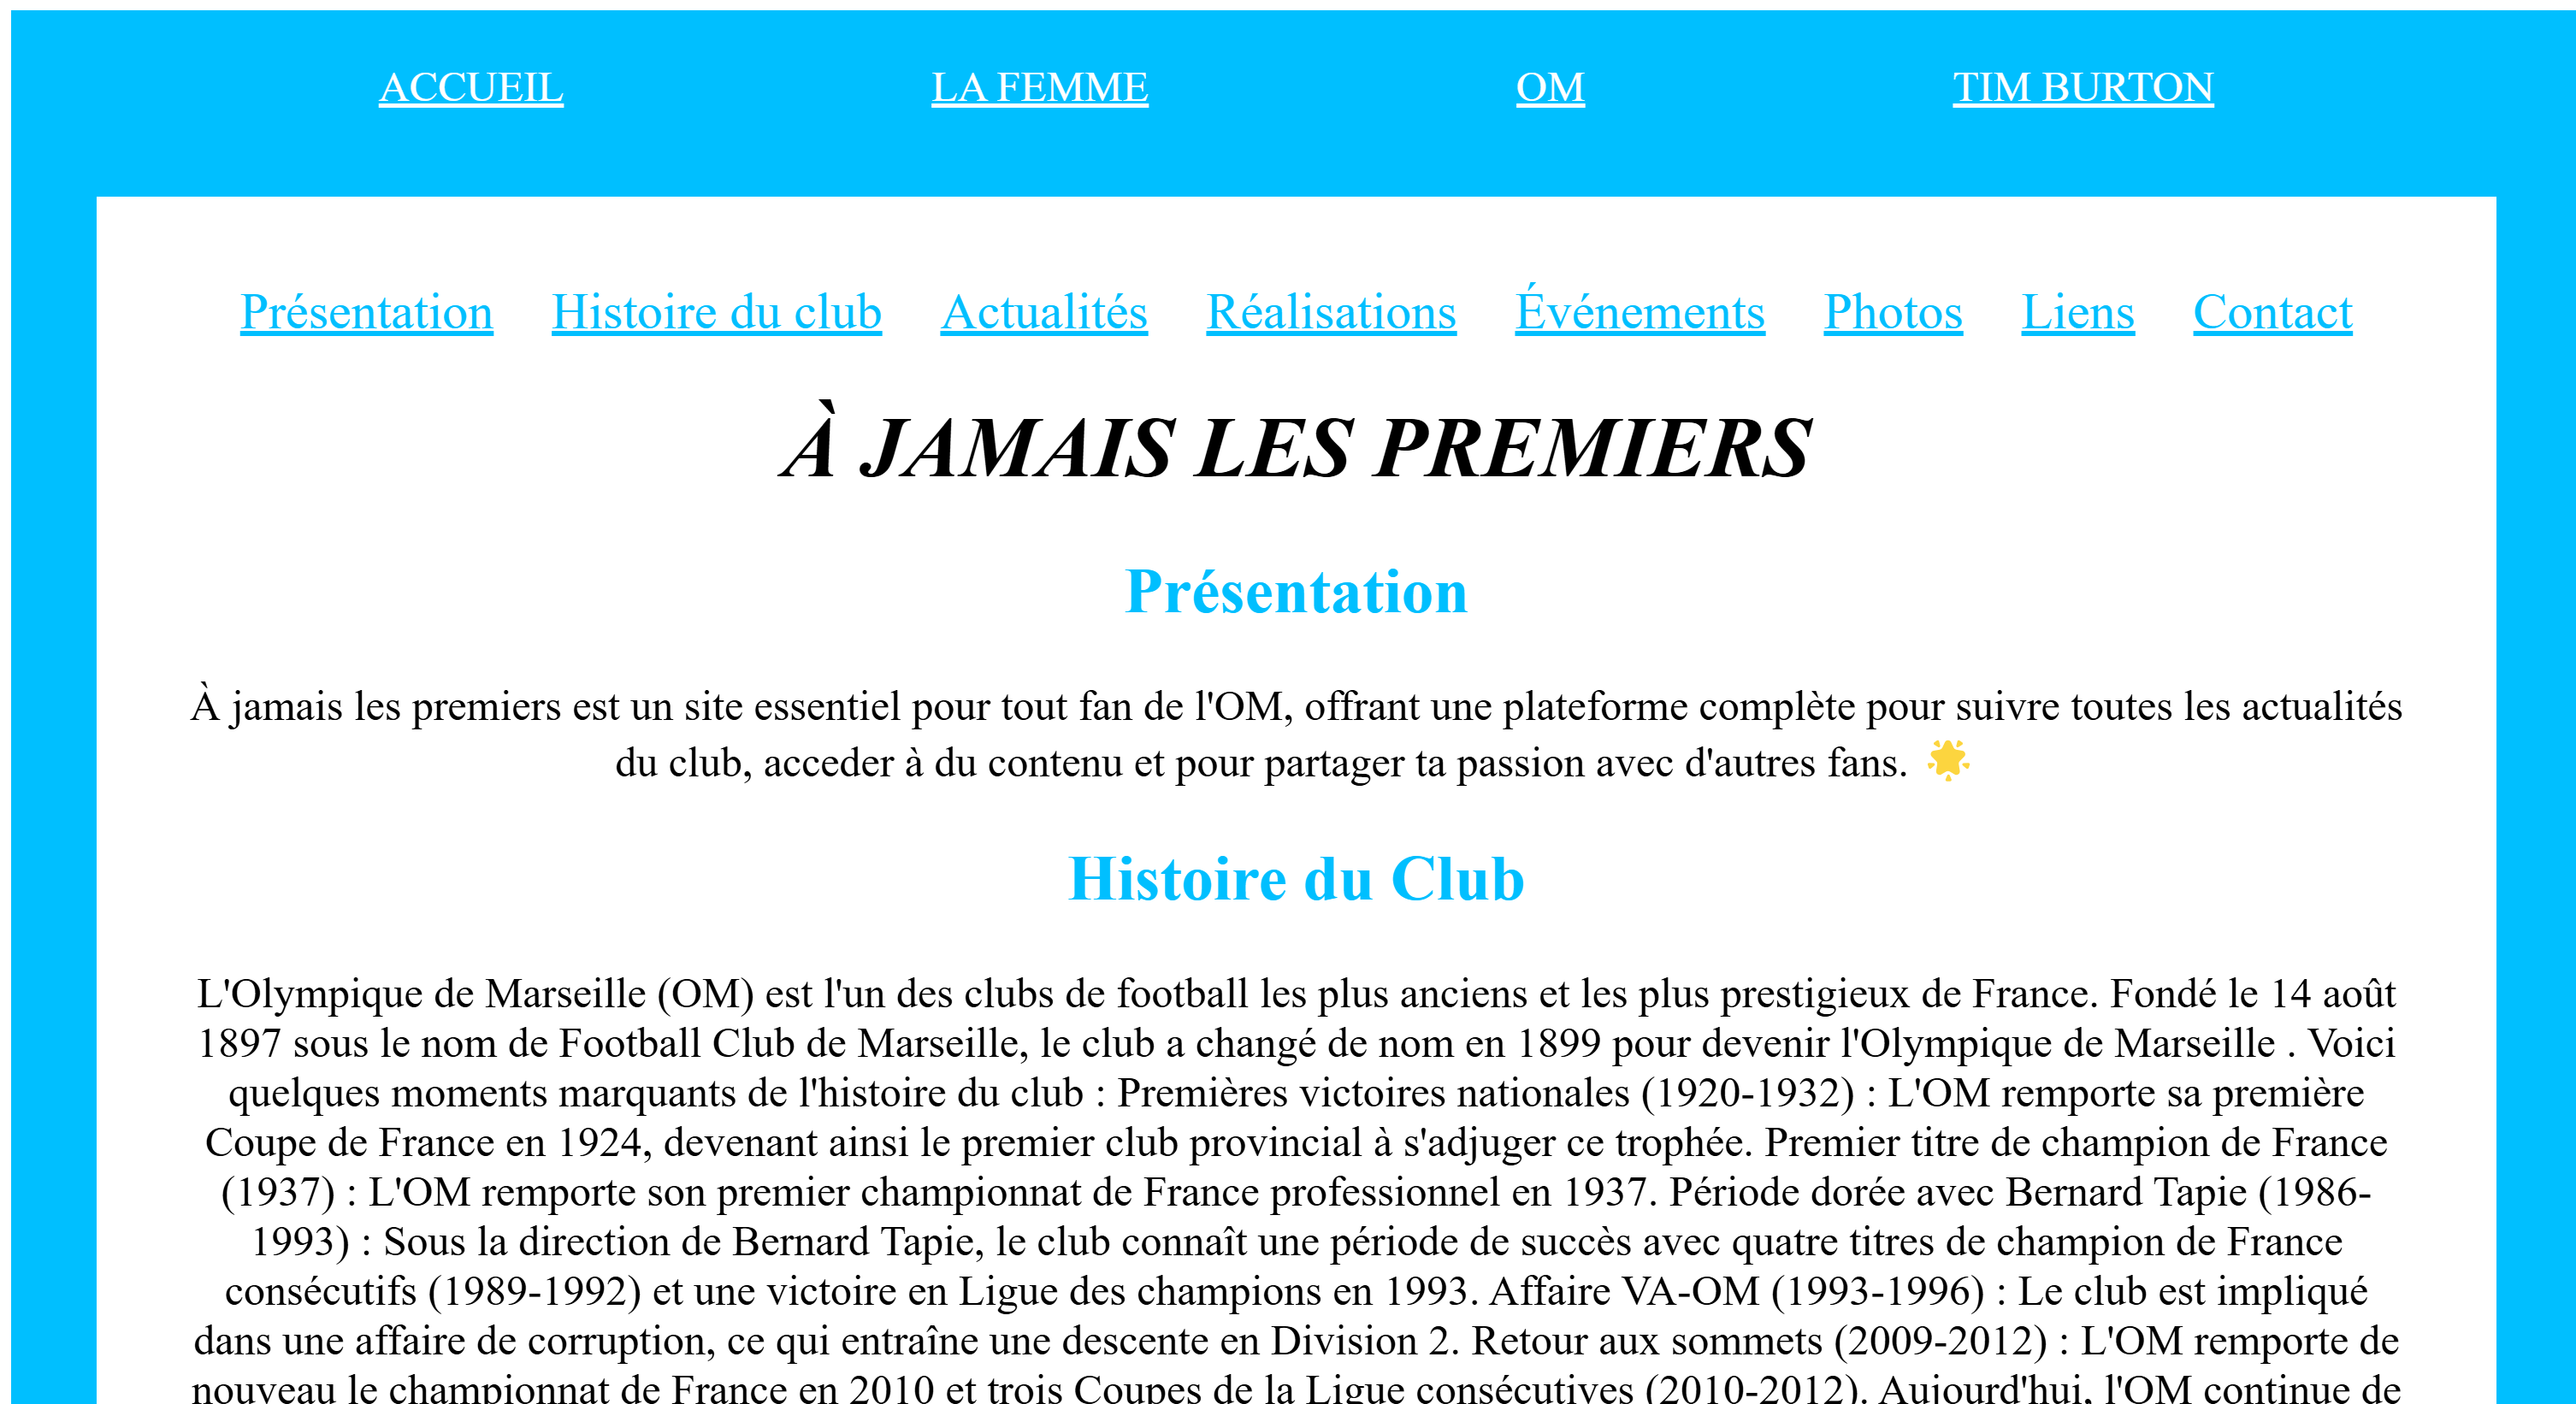 ACCUEIL LA FEMME OM TIM BURTON
Présentation Histoire du club Actualités Réalisations Événements Photos Liens Contact
À JAMAIS LES PREMIERS
Présentation
À jamais les premiers est un site essentiel pour tout fan de l'OM, offrant une plateforme complète pour suivre toutes les actualités
du club, acceder à du contenu et pour partager ta passion avec d'autres fans. 🌟
Histoire du Club
L'Olympique de Marseille (OM) est l'un des clubs de football les plus anciens et les plus prestigieux de France. Fondé le 14 août
1897 sous le nom de Football Club de Marseille, le club a changé de nom en 1899 pour devenir l'Olympique de Marseille . Voici
quelques moments marquants de l'histoire du club : Premières victoires nationales (1920-1932) : L'OM remporte sa première
Coupe de France en 1924, devenant ainsi le premier club provincial à s'adjuger ce trophée. Premier titre de champion de France
(1937) : L'OM remporte son premier championnat de France professionnel en 1937. Période dorée avec Bernard Tapie (1986-
1993) : Sous la direction de Bernard Tapie, le club connaît une période de succès avec quatre titres de champion de France
consécutifs (1989-1992) et une victoire en Ligue des champions en 1993. Affaire VA-OM (1993-1996) : Le club est impliqué
dans une affaire de corruption, ce qui entraîne une descente en Division 2. Retour aux sommets (2009-2012) : L'OM remporte de
nouveau le championnat de France en 2010 et trois Coupes de la Ligue consécutives (2010-2012). Aujourd'hui, l'OM continue de